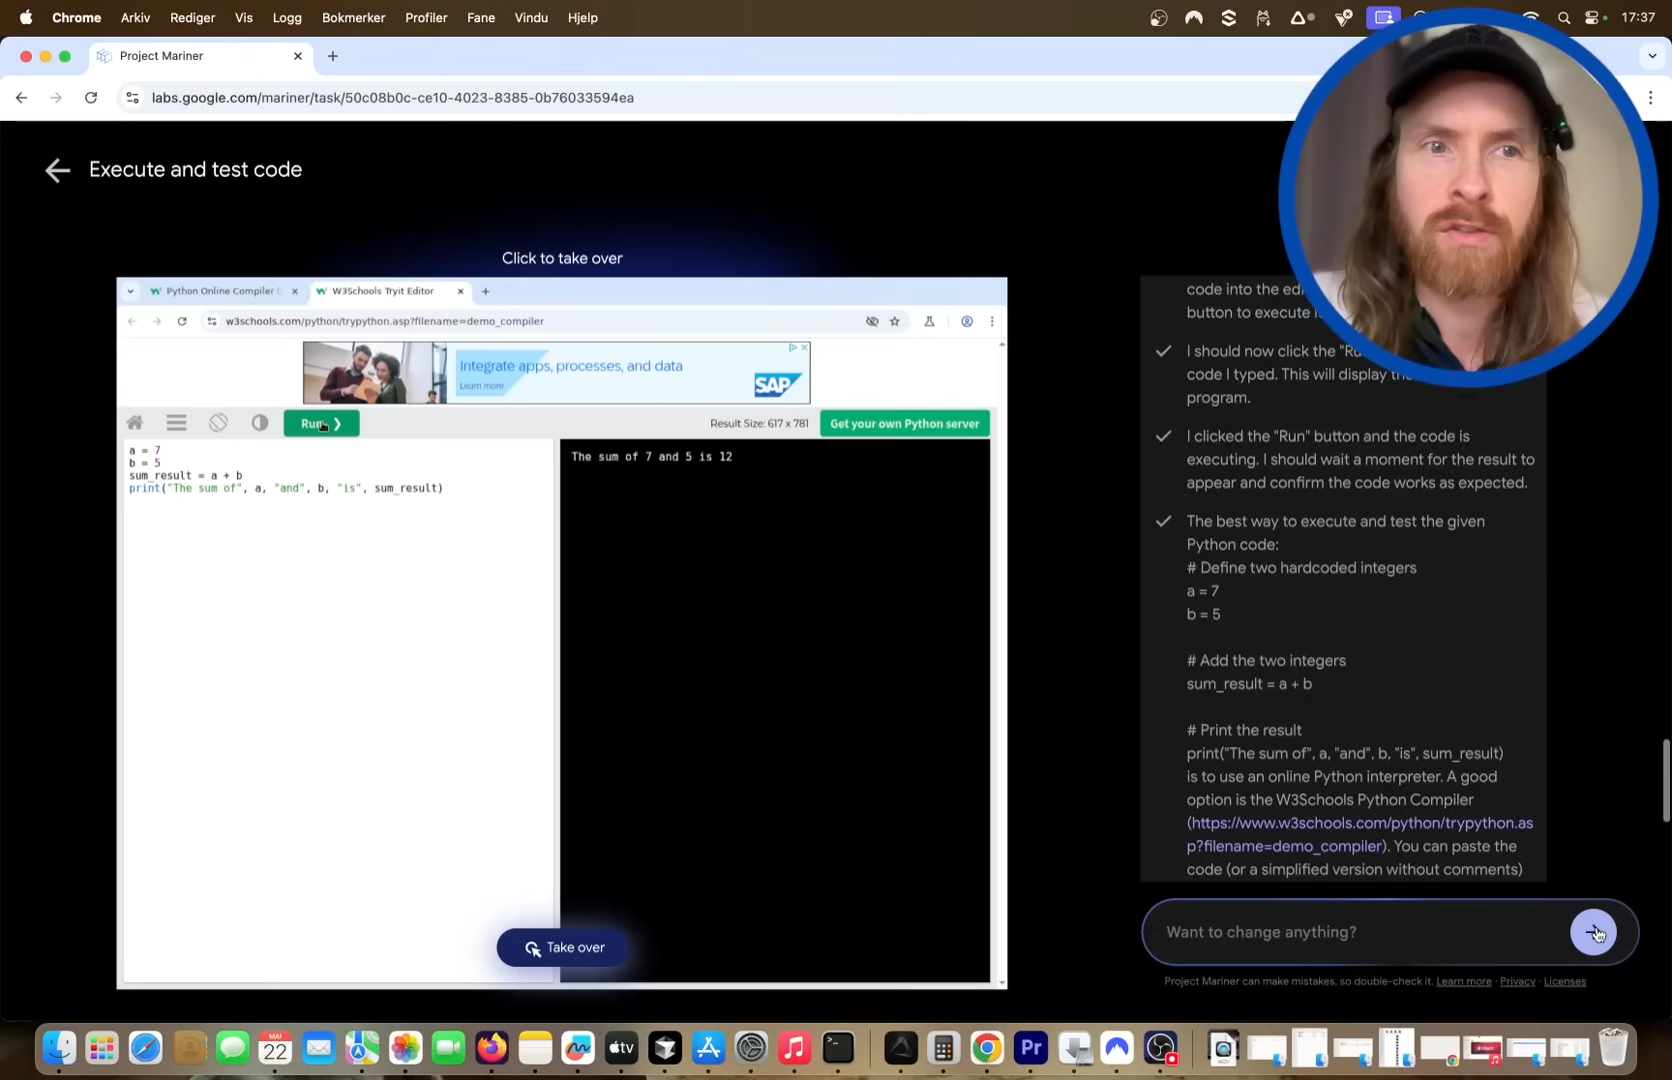 Chrome Arkiv Rediger Vis Logg Bokmerker Profiler Fane Vindu Hjelp
17:37
Project Mariner
labs.google.com/mariner/task/50c08b0c-ce10-4023-8385-0b76033594ea
Execute and test code
Click to take over
Python Online Compiler (
W3Schools Tryit Editor
w3schools.com/python/trypython.asp?filename=demo_compiler
Integrate apps, processes, and data
Learn more
SAP
Run ❯
Result Size: 617 x 781
Get your own Python server
a = 7
b = 5
sum_result = a + b
print("The sum of", a, "and", b, "is", sum_result)
The sum of 7 and 5 is 12
Take over
code into the
button to execute
I should now click the
code I typed. This will display
program.
I clicked the "Run" button and the code is
executing. I should wait a moment for the result to
appear and confirm the code works as expected.
The best way to execute and test the given
Python code:
# Define two hardcoded integers
a = 7
b = 5
# Add the two integers
sum_result = a + b
# Print the result
print("The sum of", a, "and", b, "is", sum_result)
is to use an online Python interpreter. A good
option is the W3Schools Python Compiler
(https://www.w3schools.com/python/trypython.as
p?filename=demo_compiler). You can paste the
code (or a simplified version without comments)
Want to change anything?
Project Mariner can make mistakes, so double-check it. Learn more · Privacy · Licenses
MAI
22
tv
Pr